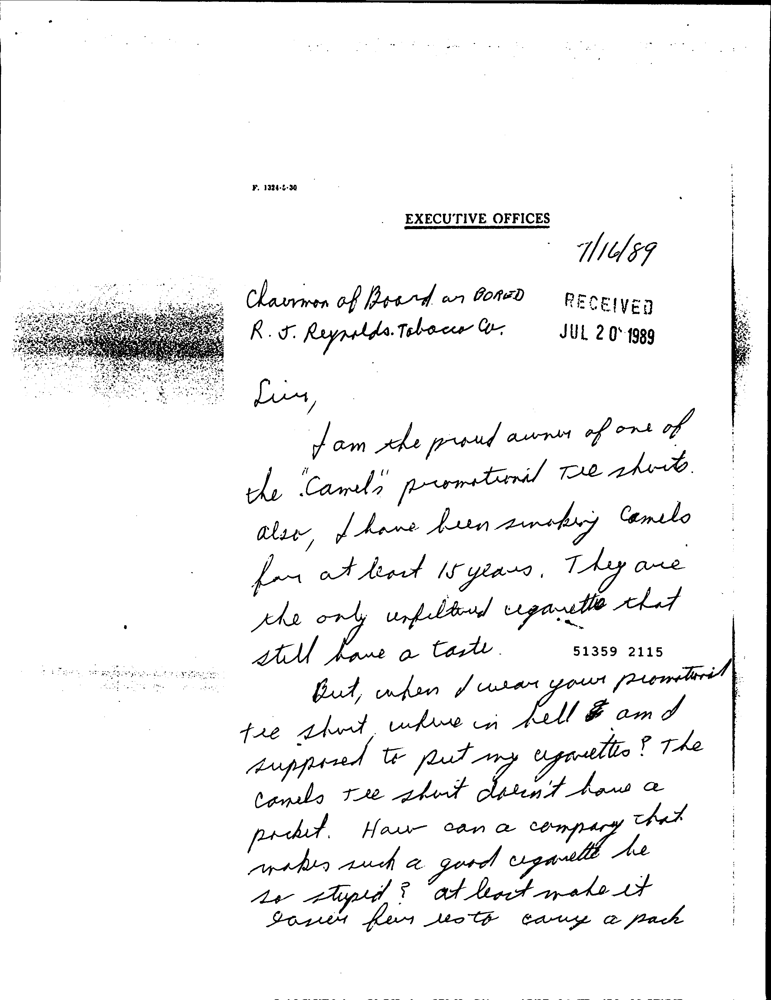 F. 1324-5-30
EXECUTIVE OFFICES
7/16/89
Chairman of Board or BORED
RECEIVED
R. J. Reynolds Tobacco Co.
JUL 20 1989
Sirs,
I am the proud owner of one of
the "Camel's" promotional Tee shirts.
also, I have been smoking Camels
for at least 15 years. They are
the only unfiltered cigarette that
still have a taste.
51359 2115
But, when I wear your promotional
tee shirt, where in hell am I
supposed to put my cigarettes? The
Camels Tee shirt doesn't have a
pocket. How can a company that
makes such a good cigarette be
so stupid? at least make it
easier for us to carry a pack